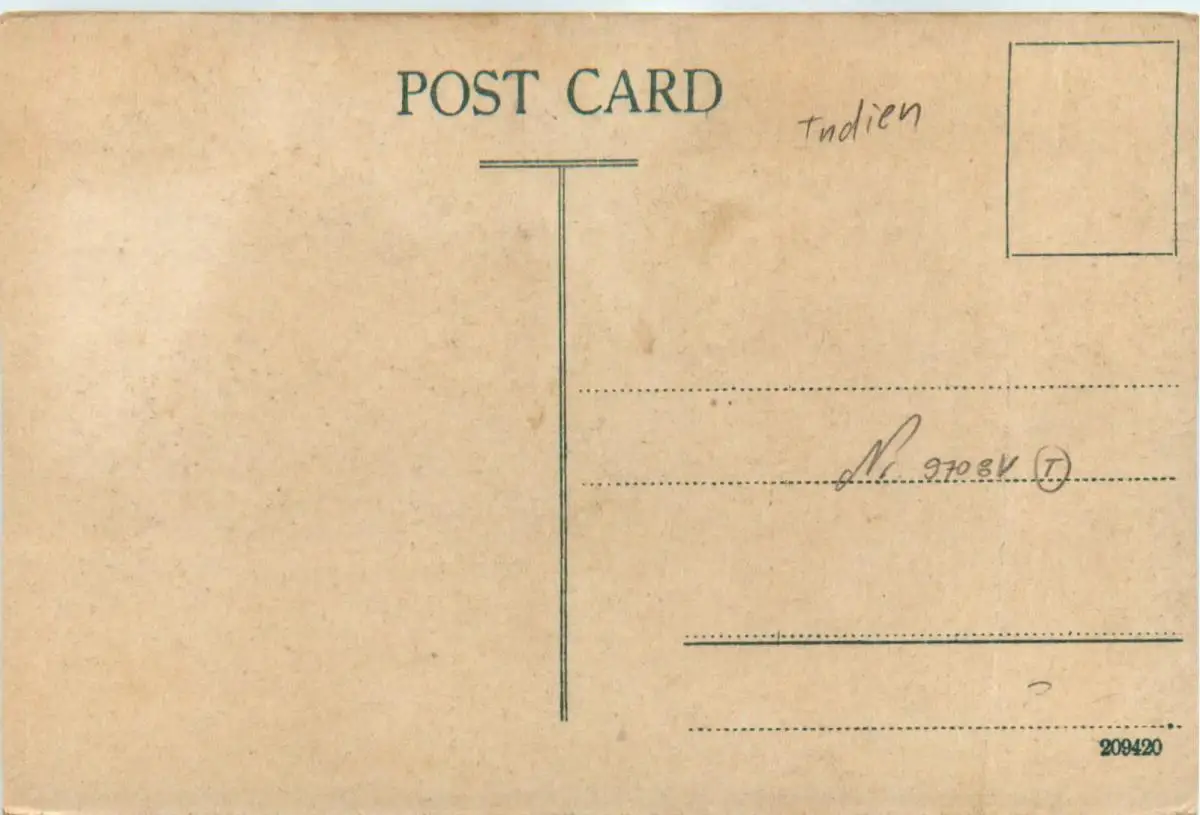 POST CARD
Indien
Nr. 9708V T
209420